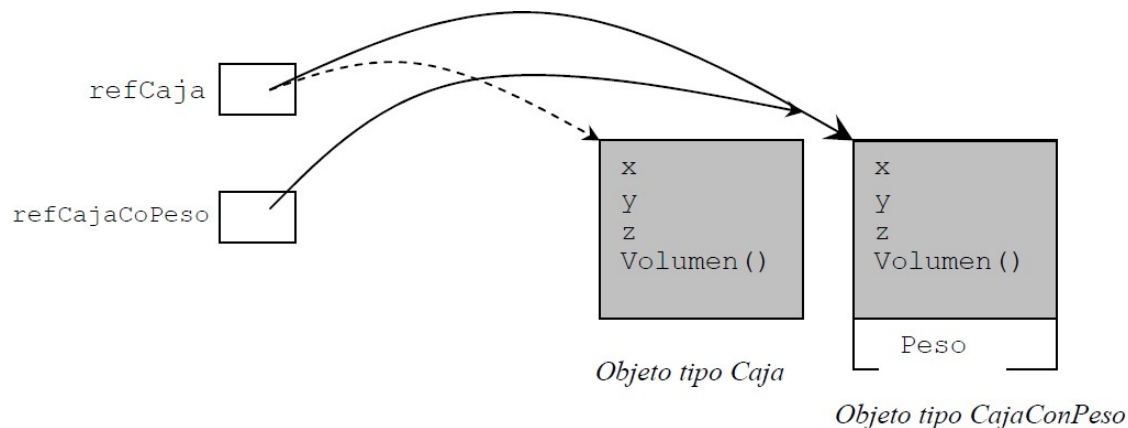 refCaja
refCajaCoPeso
x
y
z
Volumen()
Objeto tipo Caja
x
y
z
Volumen()
Peso
Objeto tipo CajaConPeso